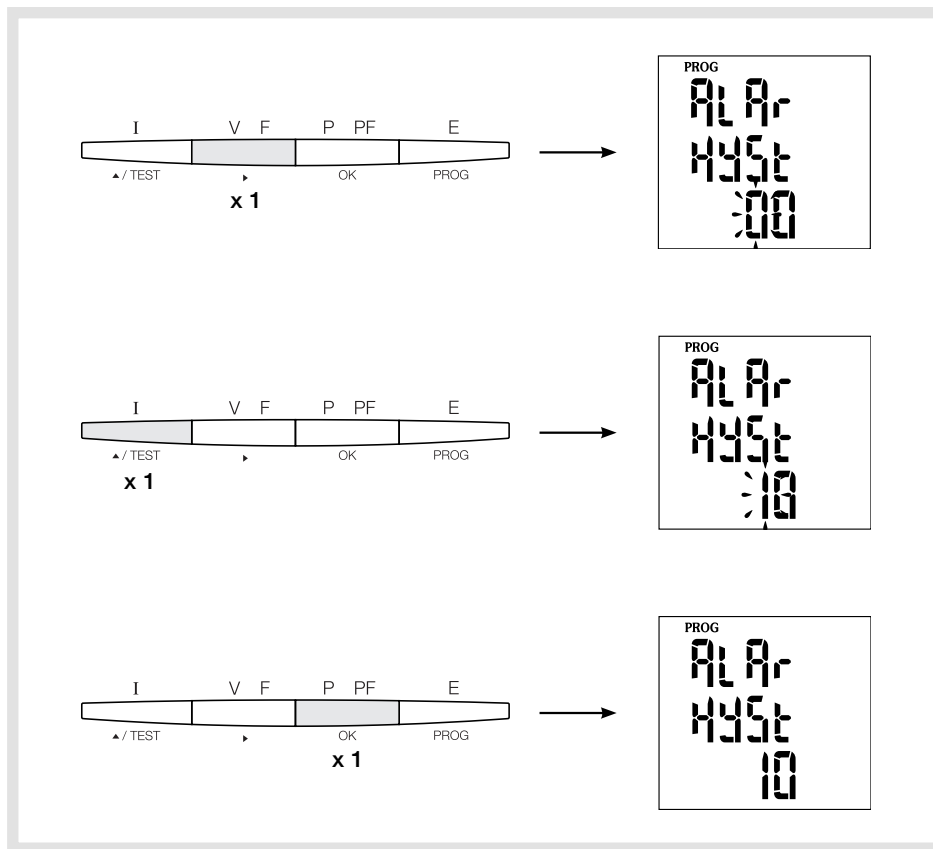 I V F P PF E
▲ / TEST ▶ OK PROG
x 1
PROG
ALAr
HySt
00
I V F P PF E
▲ / TEST ▶ OK PROG
x 1
PROG
ALAr
HySt
10
I V F P PF E
▲ / TEST ▶ OK PROG
x 1
PROG
ALAr
HySt
10